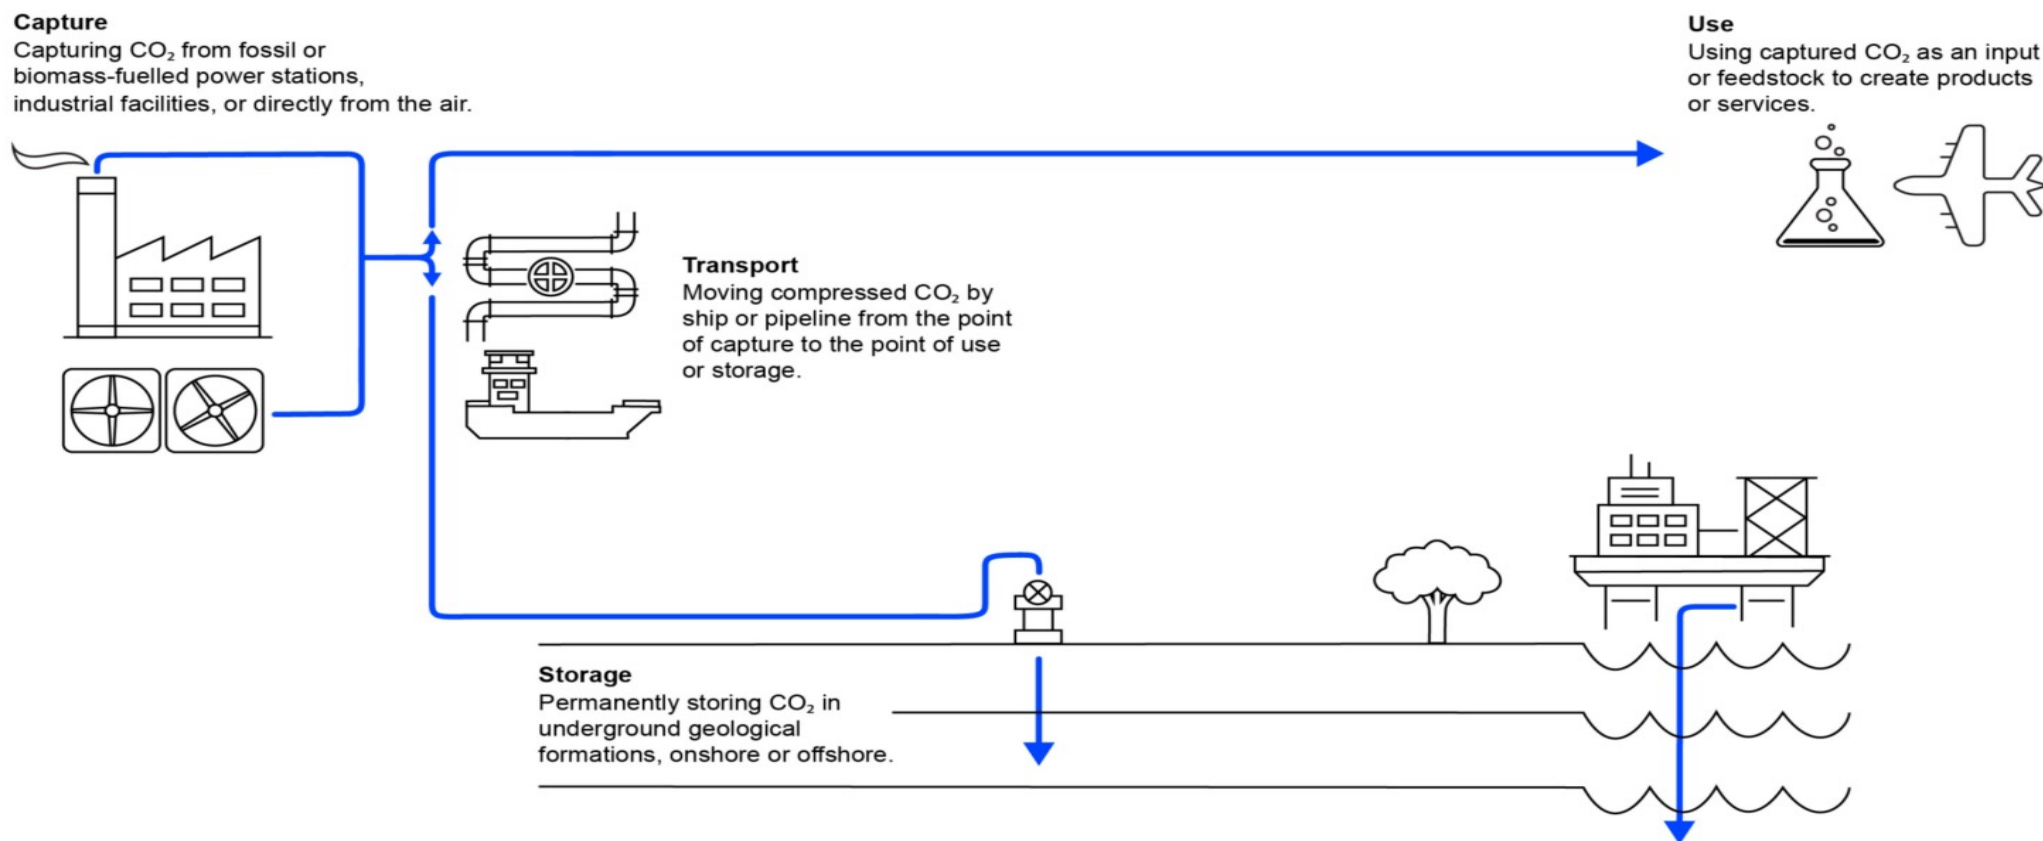 Capture
Capturing CO₂ from fossil or
biomass-fuelled power stations,
industrial facilities, or directly from the air.
Use
Using captured CO₂ as an input
or feedstock to create products
or services.
Transport
Moving compressed CO₂ by
ship or pipeline from the point
of capture to the point of use
or storage.
Storage
Permanently storing CO₂ in
underground geological
formations, onshore or offshore.